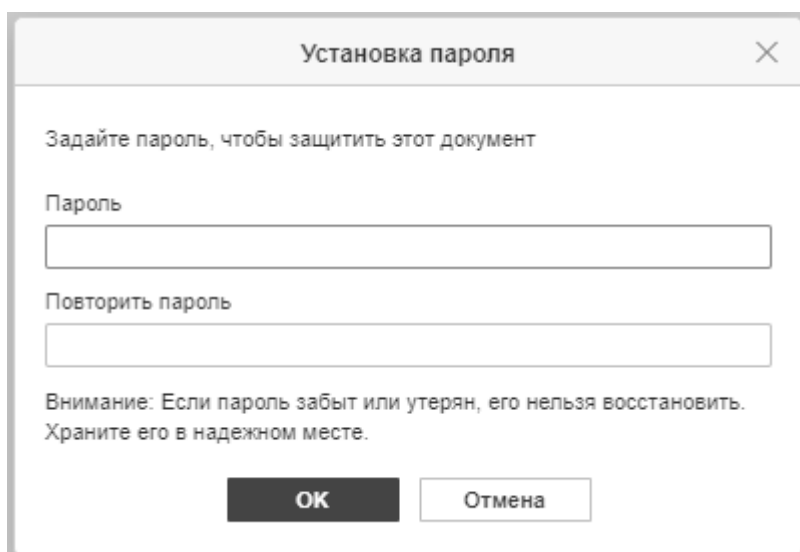 Установка пароля
Задайте пароль, чтобы защитить этот документ
Пароль
Повторить пароль
Внимание: Если пароль забыт или утерян, его нельзя восстановить.
Храните его в надежном месте.
OK
Отмена